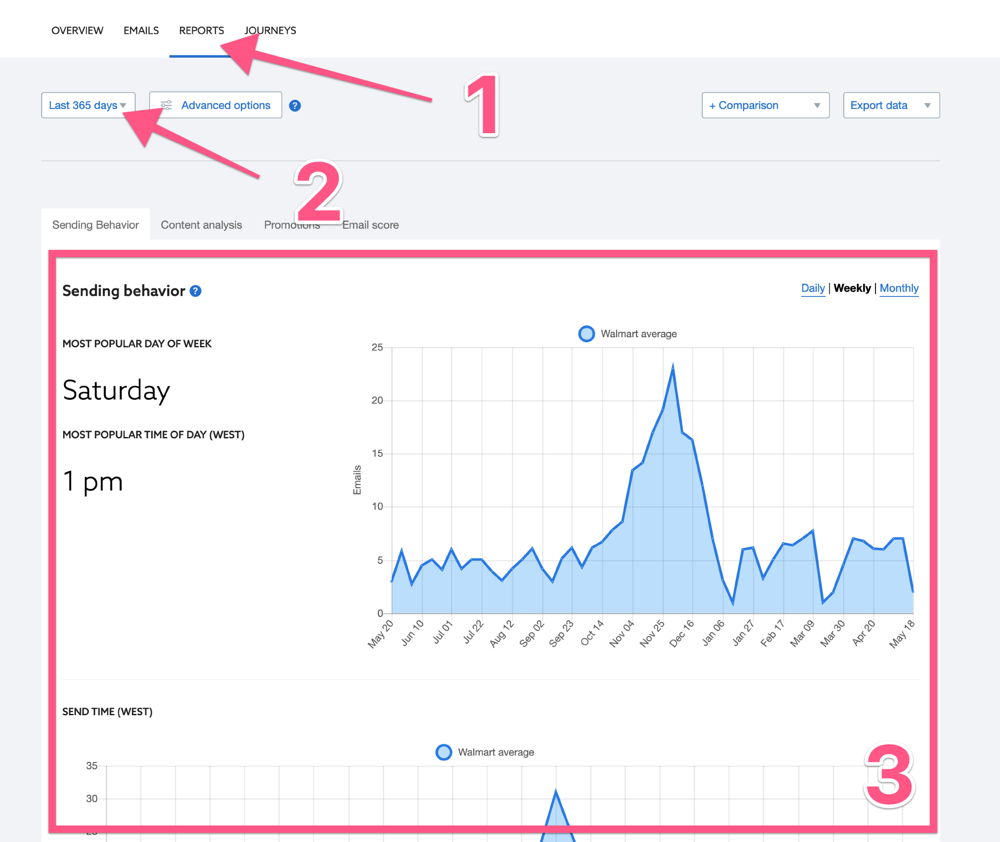 OVERVIEW EMAILS REPORTS JOURNEYS
1
Last 365 days Advanced options ? + Comparison Export data
2
Sending Behavior Content analysis Promotions Email score
Sending behavior ? Daily | Weekly | Monthly
MOST POPULAR DAY OF WEEK
Saturday
MOST POPULAR TIME OF DAY (WEST)
1 pm
Walmart average
25
20
15
10
5
0
Emails
May 20 Jun 10 Jul 01 Jul 22 Aug 12 Sep 02 Sep 23 Oct 14 Nov 04 Nov 25 Dec 16 Jan 06 Jan 27 Feb 17 Mar 09 Mar 30 Apr 20 May 18
SEND TIME (WEST)
Walmart average
35
30
3